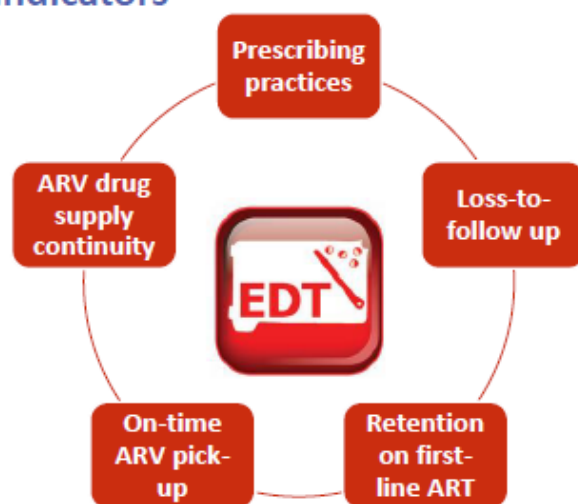 Prescribing
practices
ARV drug
supply
continuity
Loss-to-
follow up
EDT
On-time
ARV pick-
up
Retention
on first-
line ART